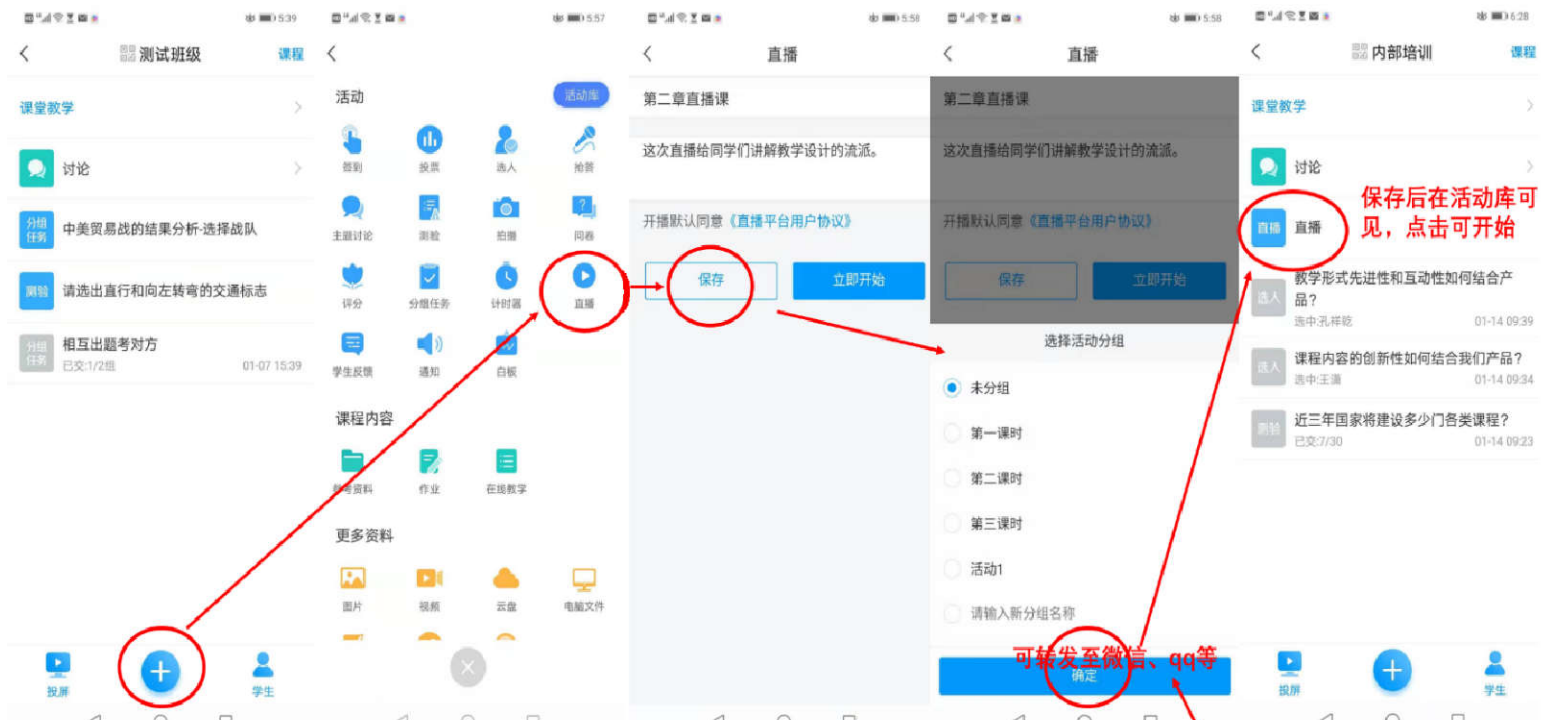 5:39
测试班级
课程
课堂教学
讨论
分组
任务
中美贸易战的结果分析-选择战队
测验
请选出直行和向左转弯的交通标志
分组
任务
相互出题考对方
已交:1/2组
01-07 15:39
投屏
学生
5:57
活动
活动库
签到
投票
选人
抢答
主题讨论
测验
拍摄
问卷
评分
分组任务
计时器
直播
学生反馈
通知
白板
课程内容
参考资料
作业
在线教学
更多资料
图片
视频
云盘
电脑文件
5:58
直播
第二章直播课
这次直播给同学们讲解教学设计的流派。
开播默认同意《直播平台用户协议》
保存
立即开始
5:58
直播
第二章直播课
这次直播给同学们讲解教学设计的流派。
开播默认同意《直播平台用户协议》
保存
立即开始
选择活动分组
未分组
第一课时
第二课时
第三课时
活动1
请输入新分组名称
可转发至微信、qq等
确定
6:28
内部培训
课程
课堂教学
讨论
保存后在活动库可
见，点击可开始
直播
直播
选人
教学形式先进性和互动性如何结合产
品?
选中:孔祥乾
01-14 09:39
选人
课程内容的创新性如何结合我们产品?
选中:王潇
01-14 09:34
测验
近三年国家将建设多少门各类课程?
已交:7/30
01-14 09:23
投屏
学生